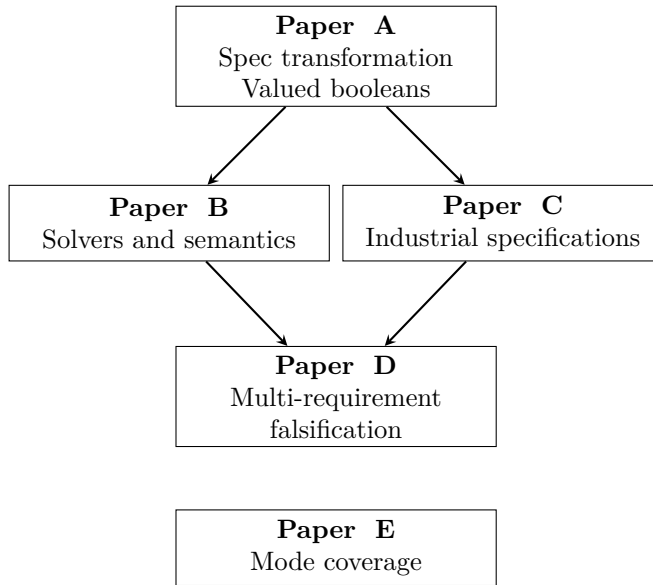 Paper A
Spec transformation
Valued booleans
Paper B
Solvers and semantics
Paper C
Industrial specifications
Paper D
Multi-requirement
falsification
Paper E
Mode coverage